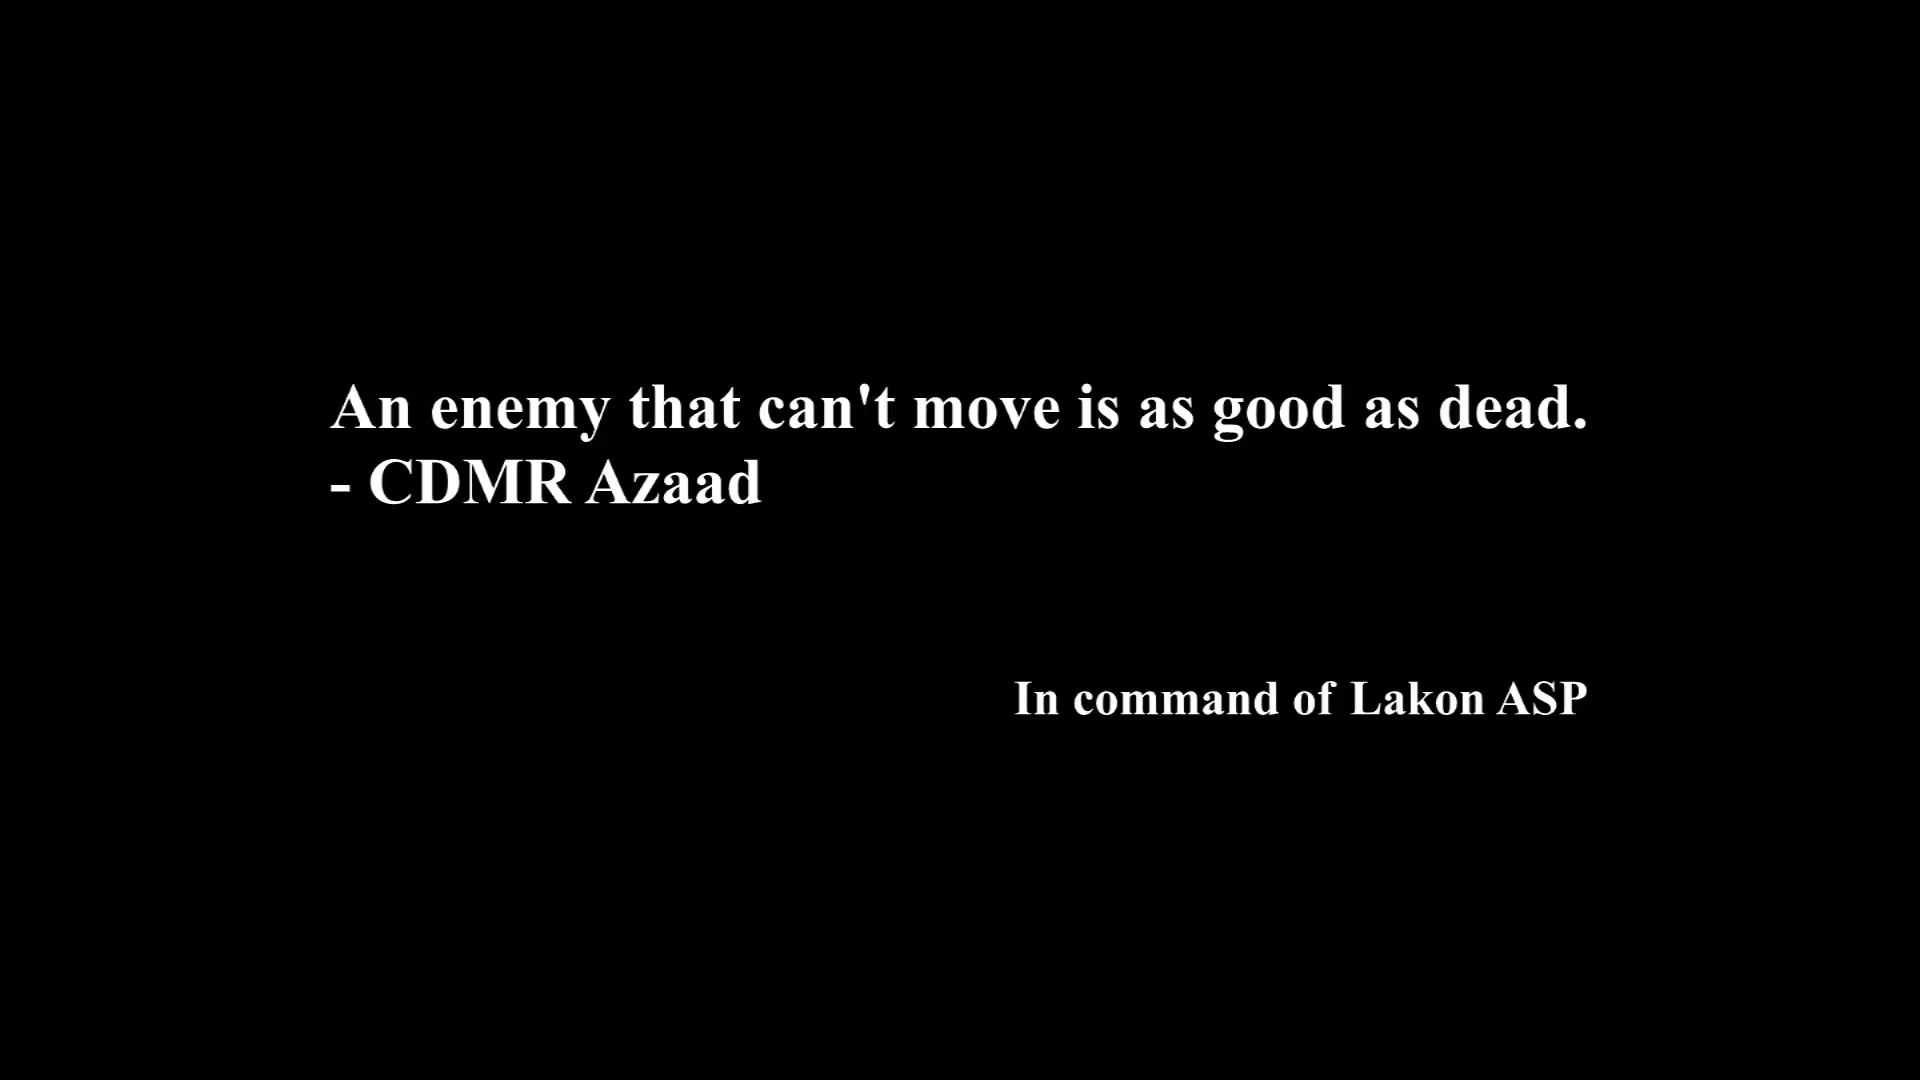 An enemy that can't move is as good as dead.
- CDMR Azaad
In command of Lakon ASP